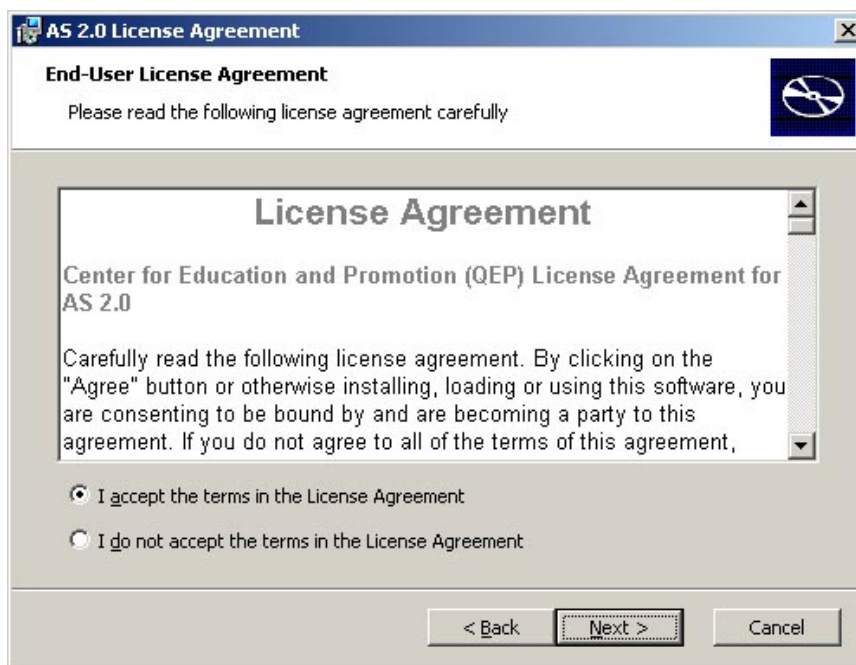 AS 2.0 License Agreement
End-User License Agreement
Please read the following license agreement carefully
License Agreement
Center for Education and Promotion (QEP) License Agreement for
AS 2.0
Carefully read the following license agreement. By clicking on the
"Agree" button or otherwise installing, loading or using this software, you
are consenting to be bound by and are becoming a party to this
agreement. If you do not agree to all of the terms of this agreement,
I accept the terms in the License Agreement
I do not accept the terms in the License Agreement
< Back Next > Cancel